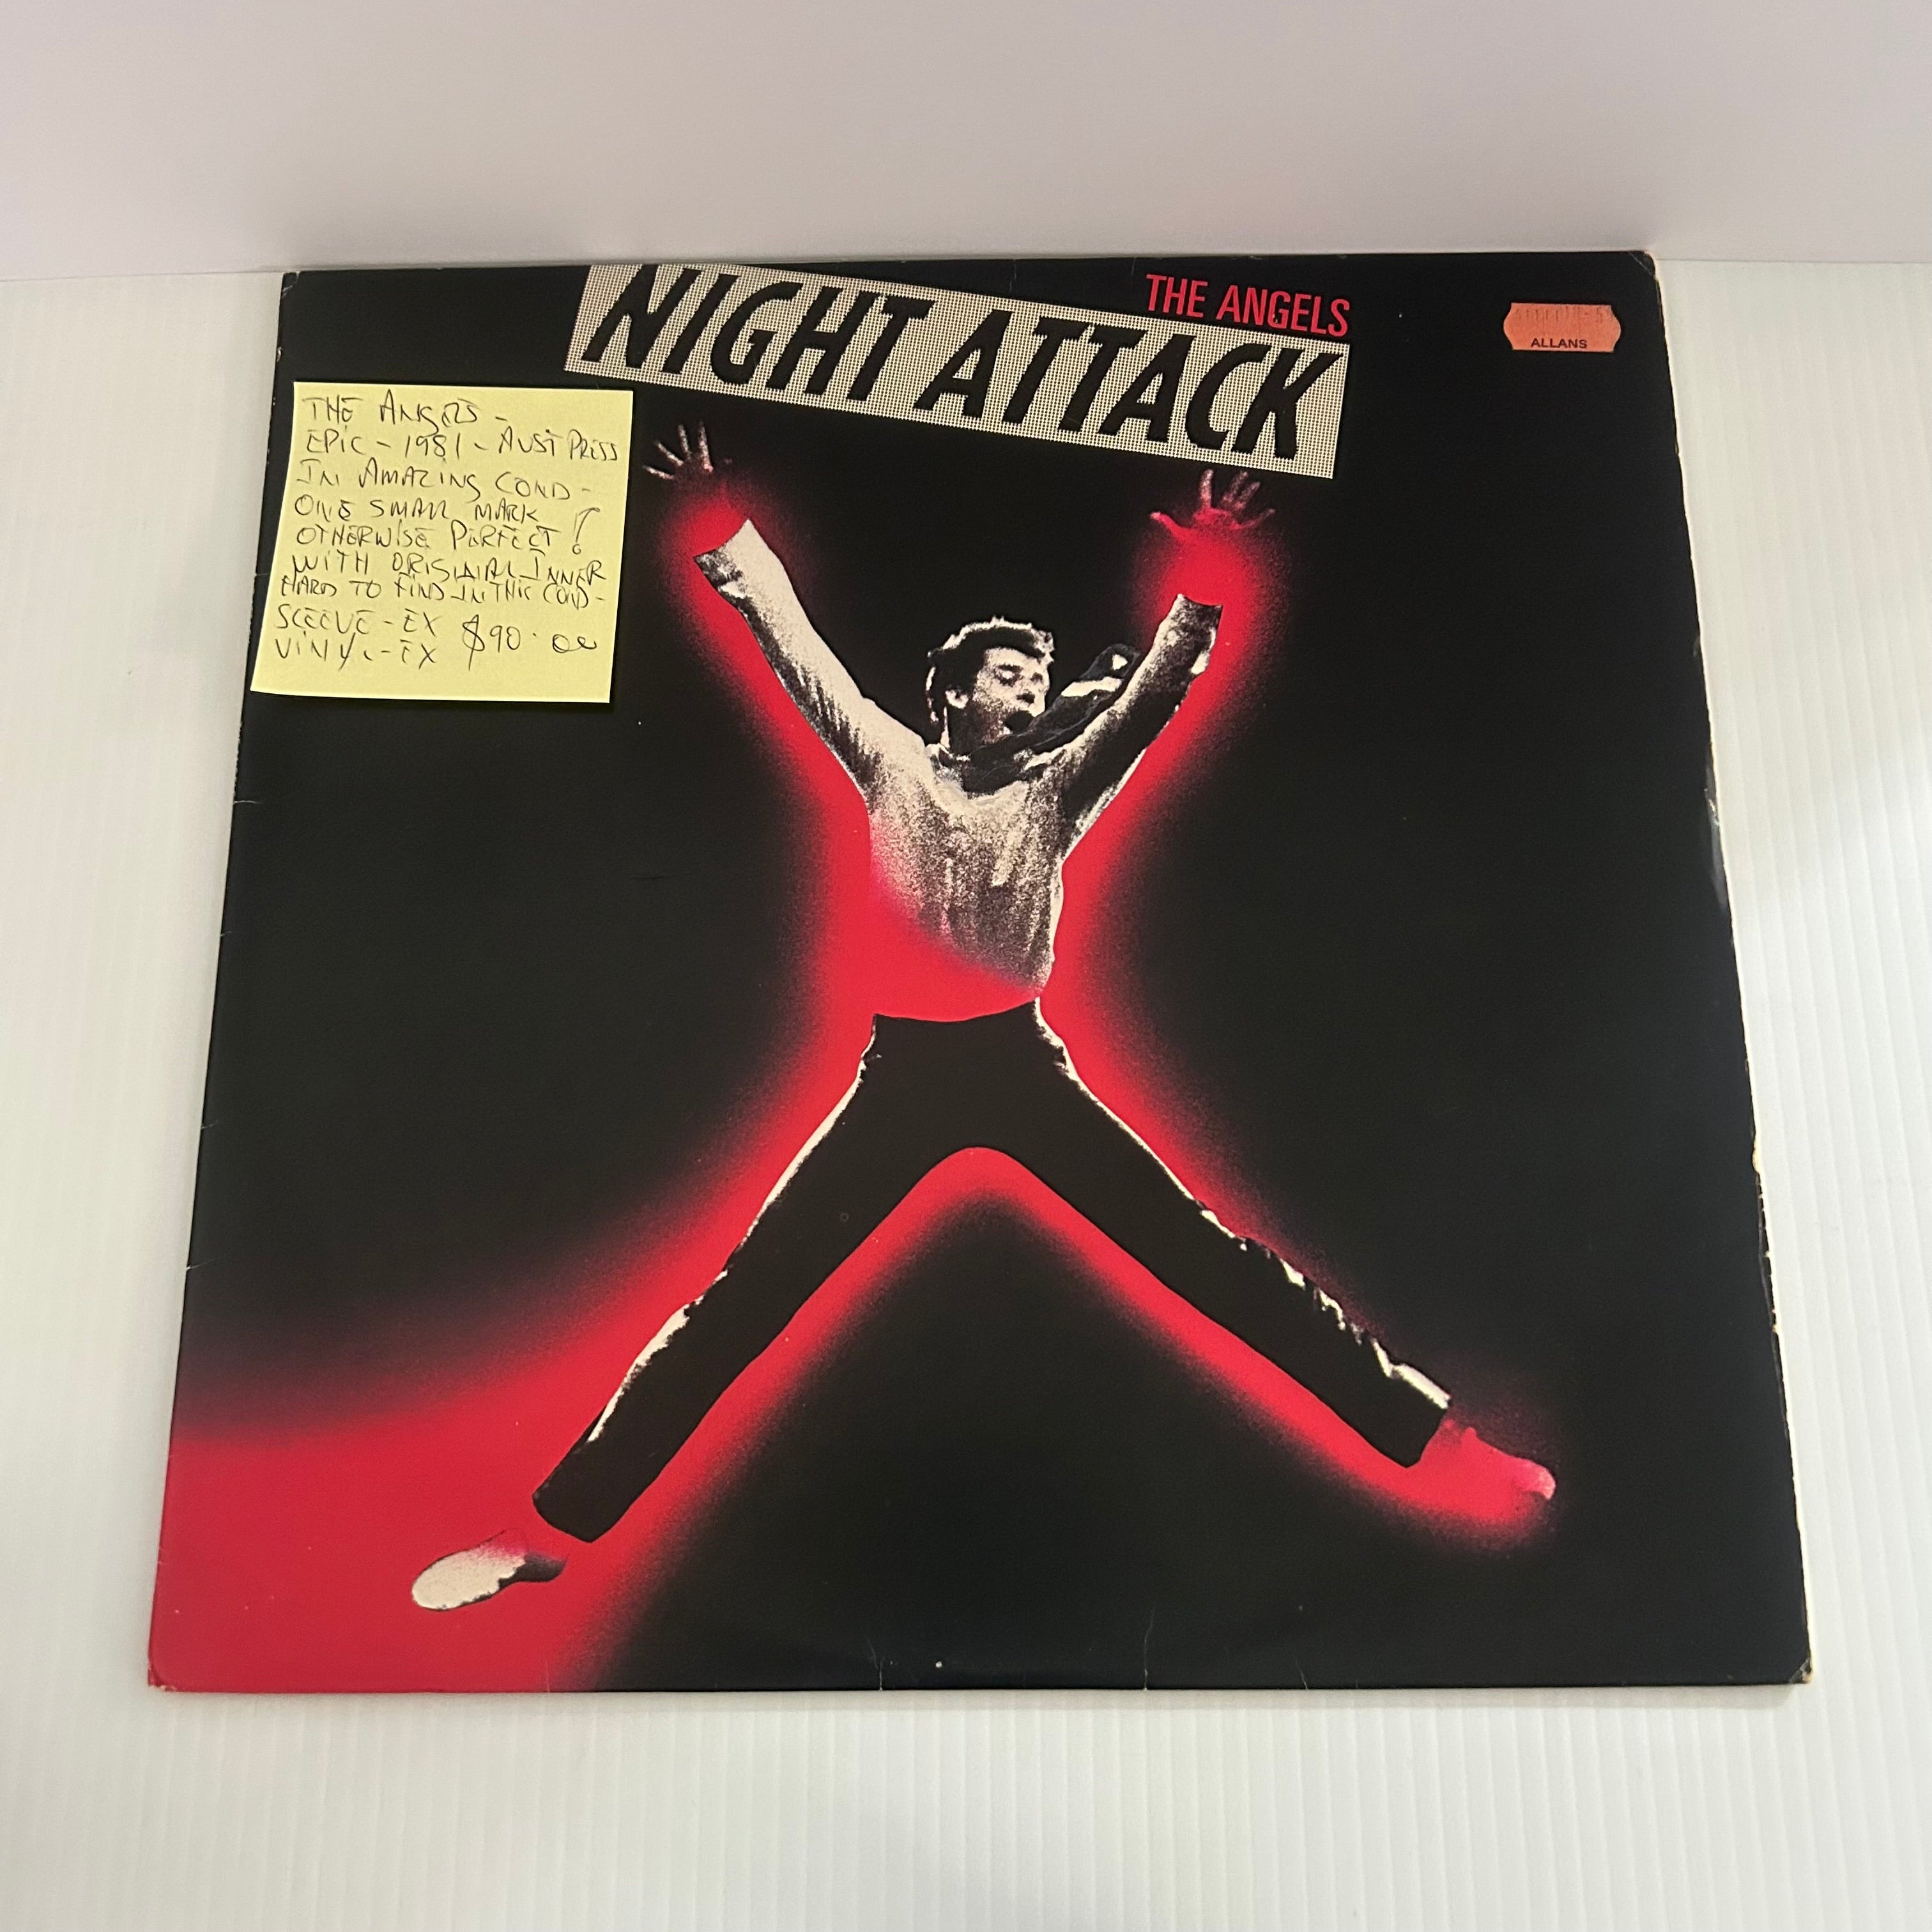 THE ANGELS
NIGHT ATTACK
ALLANS
THE ANGELS -
EPIC - 1981 - AUST PRESS
IN AMAZING COND -
ONE SMALL MARK
OTHERWISE PERFECT!
WITH ORIGINAL INNER
HARD TO FIND IN THIS COND -
SLEEVE - EX $90.00
VINYL - EX